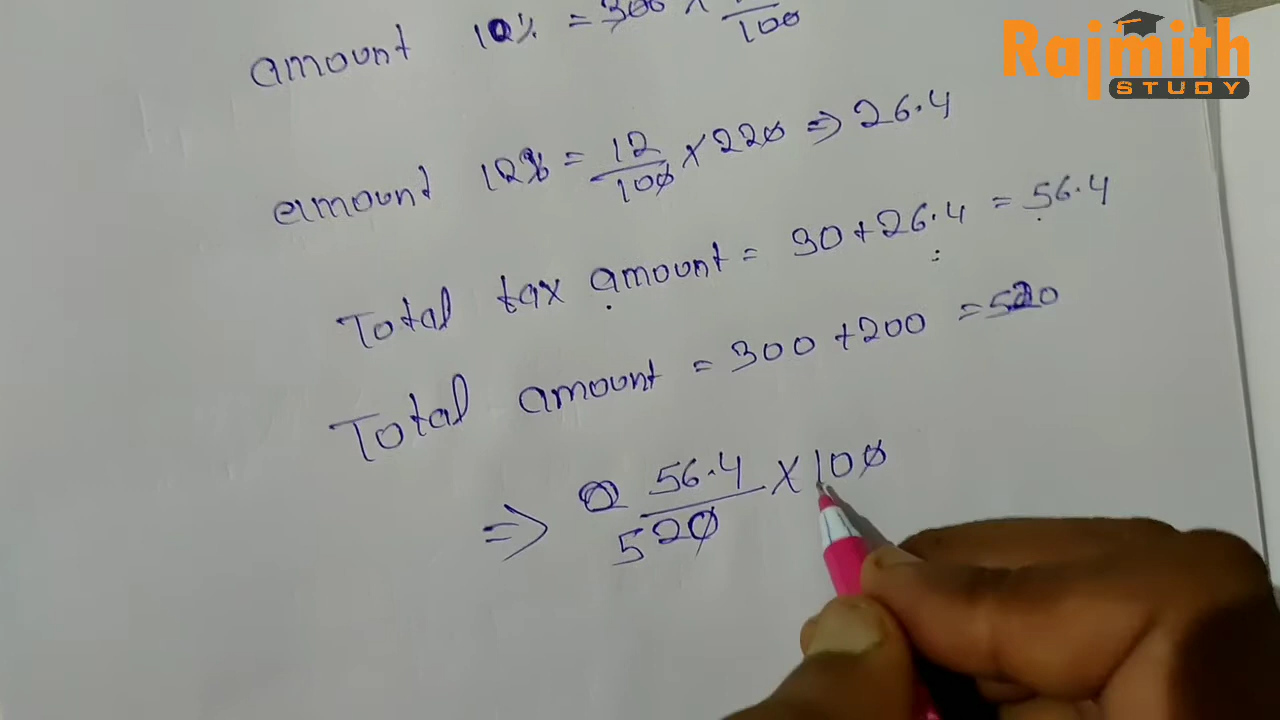 Rajmith
STUDY
amount 10% = 300 ×
100
amount 12% = 12/100 × 220 ⇒ 26.4
Total tax amount = 30 + 26.4 = 56.4
Total amount = 300 + 200 = 520
⇒ 56.4/520 × 100